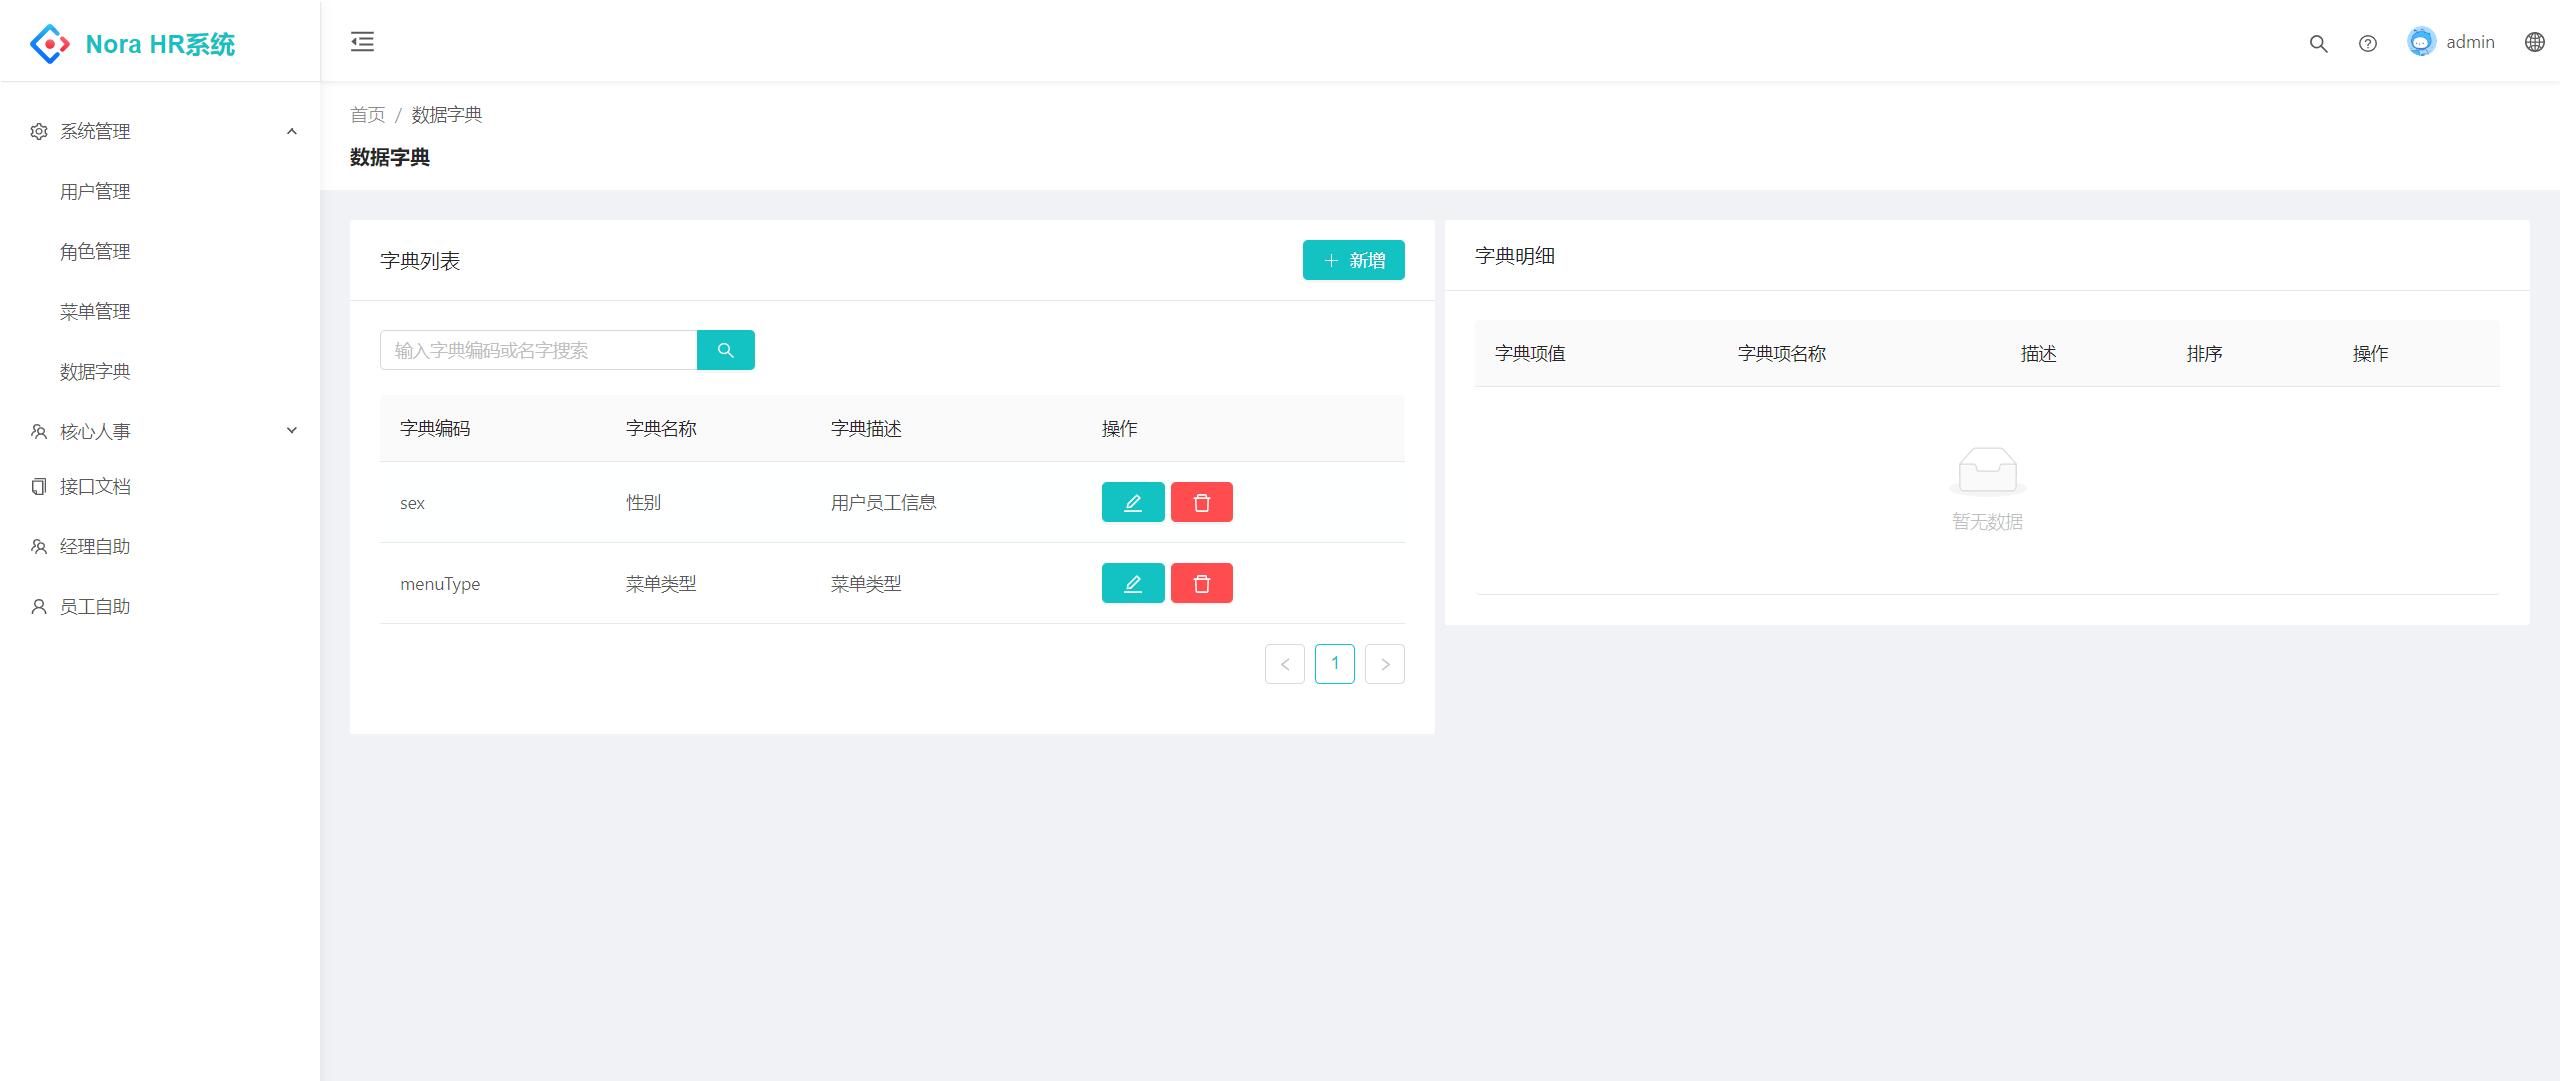 Nora HR系统
admin
系统管理
用户管理
角色管理
菜单管理
数据字典
核心人事
接口文档
经理自助
员工自助
首页 / 数据字典
数据字典
字典列表
新增
输入字典编码或名字搜索
字典编码 字典名称 字典描述 操作
sex 性别 用户员工信息
menuType 菜单类型 菜单类型
< 1 >
字典明细
字典项值 字典项名称 描述 排序 操作
暂无数据